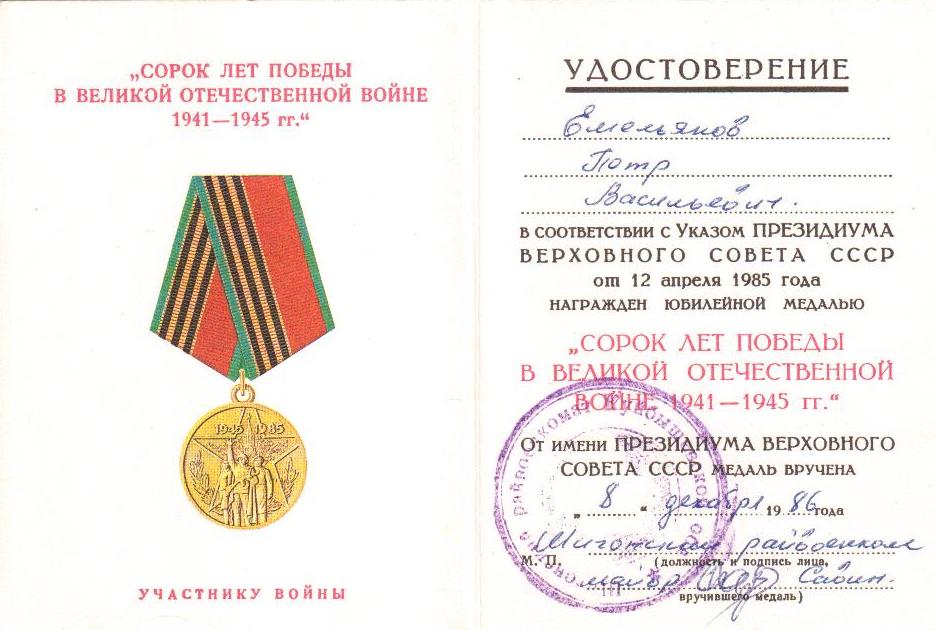 „СОРОК ЛЕТ ПОБЕДЫ
В ВЕЛИКОЙ ОТЕЧЕСТВЕННОЙ ВОЙНЕ
1941—1945 гг.“
1945 1985
УЧАСТНИКУ ВОЙНЫ
УДОСТОВЕРЕНИЕ
Емельянов
Петр
Васильевич.
В СООТВЕТСТВИИ С УКАЗОМ ПРЕЗИДИУМА
ВЕРХОВНОГО СОВЕТА СССР
от 12 апреля 1985 года
НАГРАЖДЕН ЮБИЛЕЙНОЙ МЕДАЛЬЮ
„СОРОК ЛЕТ ПОБЕДЫ
В ВЕЛИКОЙ ОТЕЧЕСТВЕННОЙ
ВОЙНЕ 1941—1945 гг.“
ОТ ИМЕНИ ПРЕЗИДИУМА ВЕРХОВНОГО
СОВЕТА СССР МЕДАЛЬ ВРУЧЕНА
„ 8 “ декабря 1986 года
райвоенком
М. П. (должность и подпись лица,
майор
вручившего медаль)